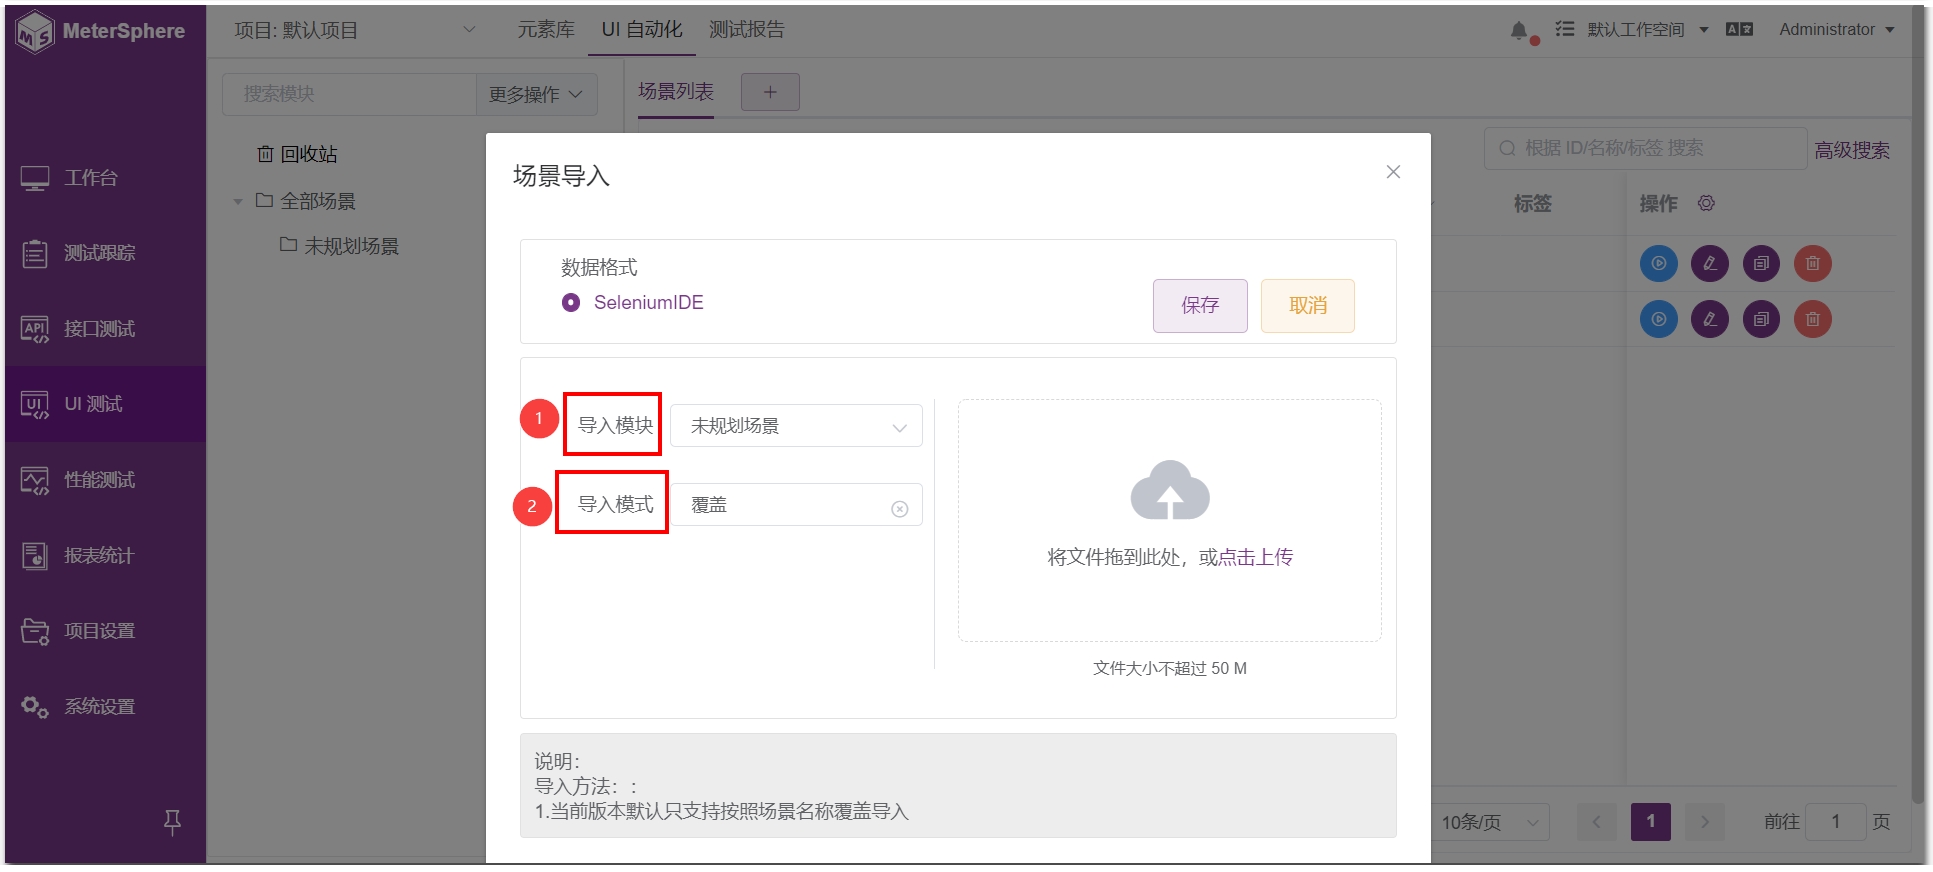 MeterSphere
项目: 默认项目
元素库
UI 自动化
测试报告
默认工作空间
Administrator
搜索模块
更多操作
场景列表
+
回收站
全部场景
未规划场景
工作台
测试跟踪
接口测试
UI 测试
性能测试
报表统计
项目设置
系统设置
根据 ID/名称/标签 搜索
高级搜索
标签
操作
场景导入
数据格式
SeleniumIDE
保存
取消
1
导入模块
未规划场景
2
导入模式
覆盖
将文件拖到此处，或点击上传
文件大小不超过 50 M
说明：
导入方法：:
1.当前版本默认只支持按照场景名称覆盖导入
10条/页
1
前往
1
页